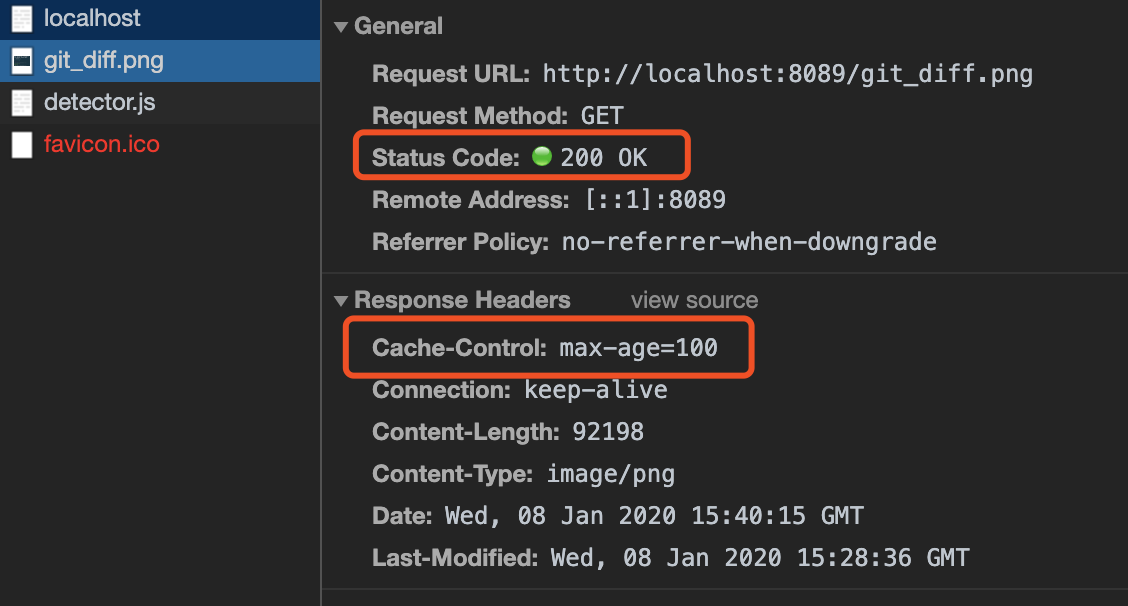 localhost
git_diff.png
detector.js
favicon.ico
General
Request URL: http://localhost:8089/git_diff.png
Request Method: GET
Status Code: 200 OK
Remote Address: [::1]:8089
Referrer Policy: no-referrer-when-downgrade
Response Headers view source
Cache-Control: max-age=100
Connection: keep-alive
Content-Length: 92198
Content-Type: image/png
Date: Wed, 08 Jan 2020 15:40:15 GMT
Last-Modified: Wed, 08 Jan 2020 15:28:36 GMT